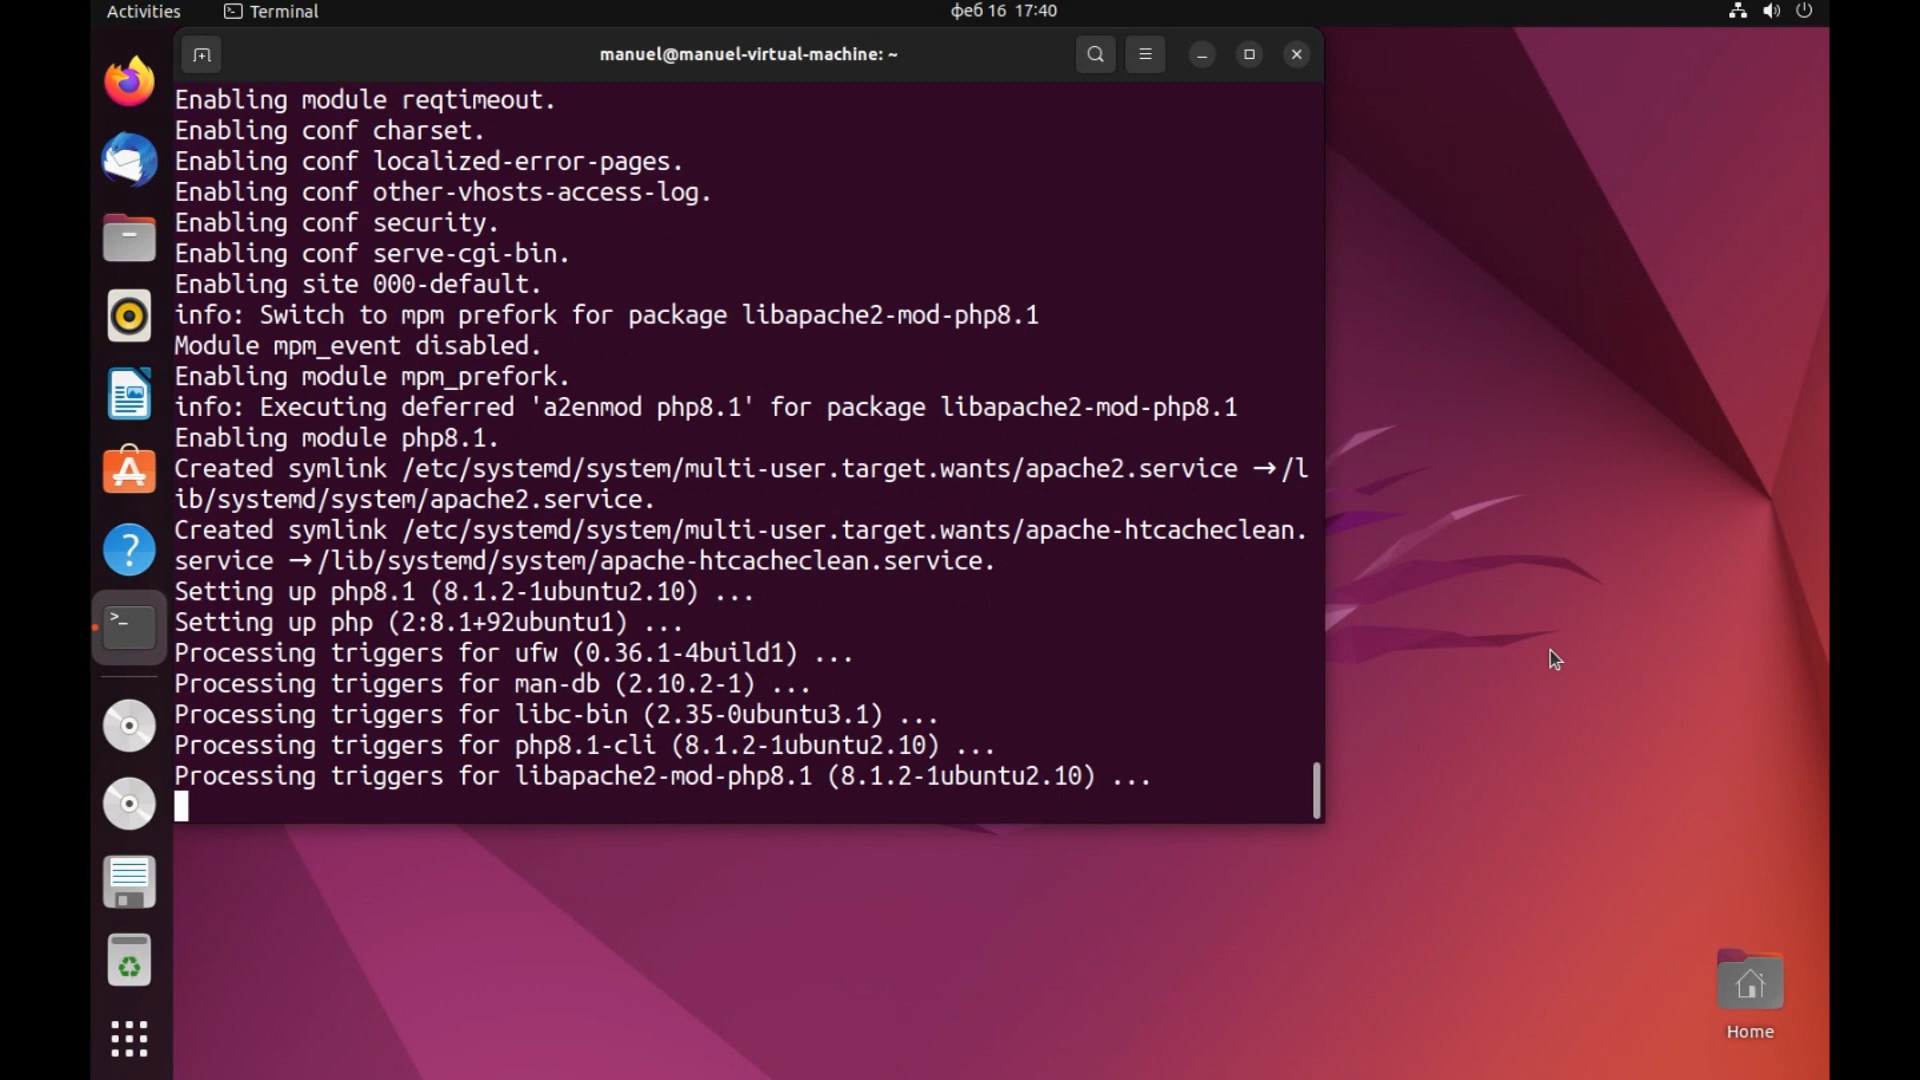 Activities Terminal феб 16 17:40
manuel@manuel-virtual-machine: ~
Enabling module reqtimeout.
Enabling conf charset.
Enabling conf localized-error-pages.
Enabling conf other-vhosts-access-log.
Enabling conf security.
Enabling conf serve-cgi-bin.
Enabling site 000-default.
info: Switch to mpm prefork for package libapache2-mod-php8.1
Module mpm_event disabled.
Enabling module mpm_prefork.
info: Executing deferred 'a2enmod php8.1' for package libapache2-mod-php8.1
Enabling module php8.1.
Created symlink /etc/systemd/system/multi-user.target.wants/apache2.service → /l
ib/systemd/system/apache2.service.
Created symlink /etc/systemd/system/multi-user.target.wants/apache-htcacheclean.
service → /lib/systemd/system/apache-htcacheclean.service.
Setting up php8.1 (8.1.2-1ubuntu2.10) ...
Setting up php (2:8.1+92ubuntu1) ...
Processing triggers for ufw (0.36.1-4build1) ...
Processing triggers for man-db (2.10.2-1) ...
Processing triggers for libc-bin (2.35-0ubuntu3.1) ...
Processing triggers for php8.1-cli (8.1.2-1ubuntu2.10) ...
Processing triggers for libapache2-mod-php8.1 (8.1.2-1ubuntu2.10) ...
Home